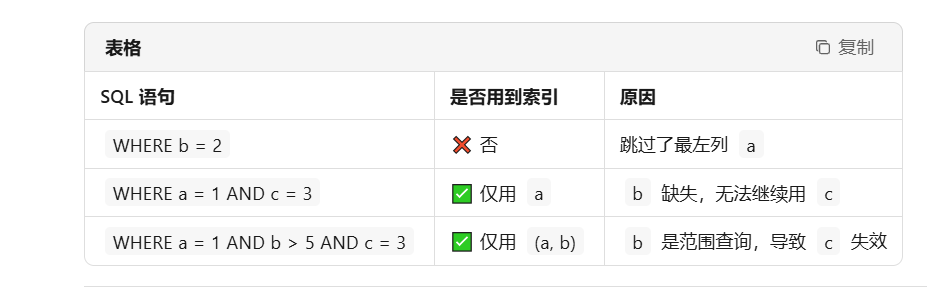 表格 复制
SQL 语句 是否用到索引 原因
WHERE b = 2 ❌ 否 跳过了最左列 a
WHERE a = 1 AND c = 3 ✅ 仅用 a b 缺失，无法继续用 c
WHERE a = 1 AND b > 5 AND c = 3 ✅ 仅用 (a, b) b 是范围查询，导致 c 失效